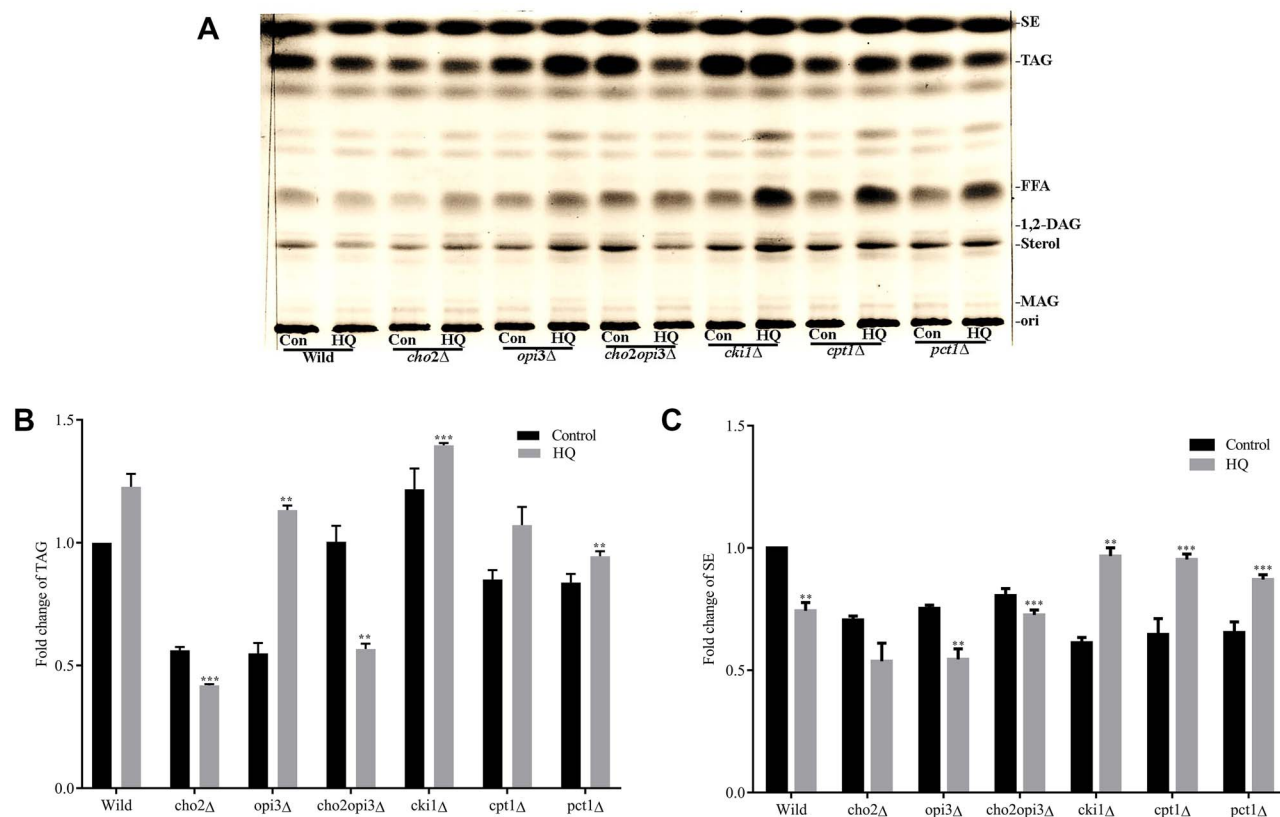 A
-SE
-TAG
-FFA
-1,2-DAG
-Sterol
-MAG
-ori
Con HQ Con HQ Con HQ Con HQ Con HQ Con HQ Con HQ
Wild cho2Δ opi3Δ cho2opi3Δ cki1Δ cpt1Δ pct1Δ
B
Fold change of TAG
1.5
1.0
0.5
0.0
Control
HQ
*** ** ** *** **
Wild cho2Δ opi3Δ cho2opi3Δ cki1Δ cpt1Δ pct1Δ
C
Fold change of SE
1.5
1.0
0.5
0.0
Control
HQ
** ** *** ** *** ***
Wild cho2Δ opi3Δ cho2opi3Δ cki1Δ cpt1Δ pct1Δ